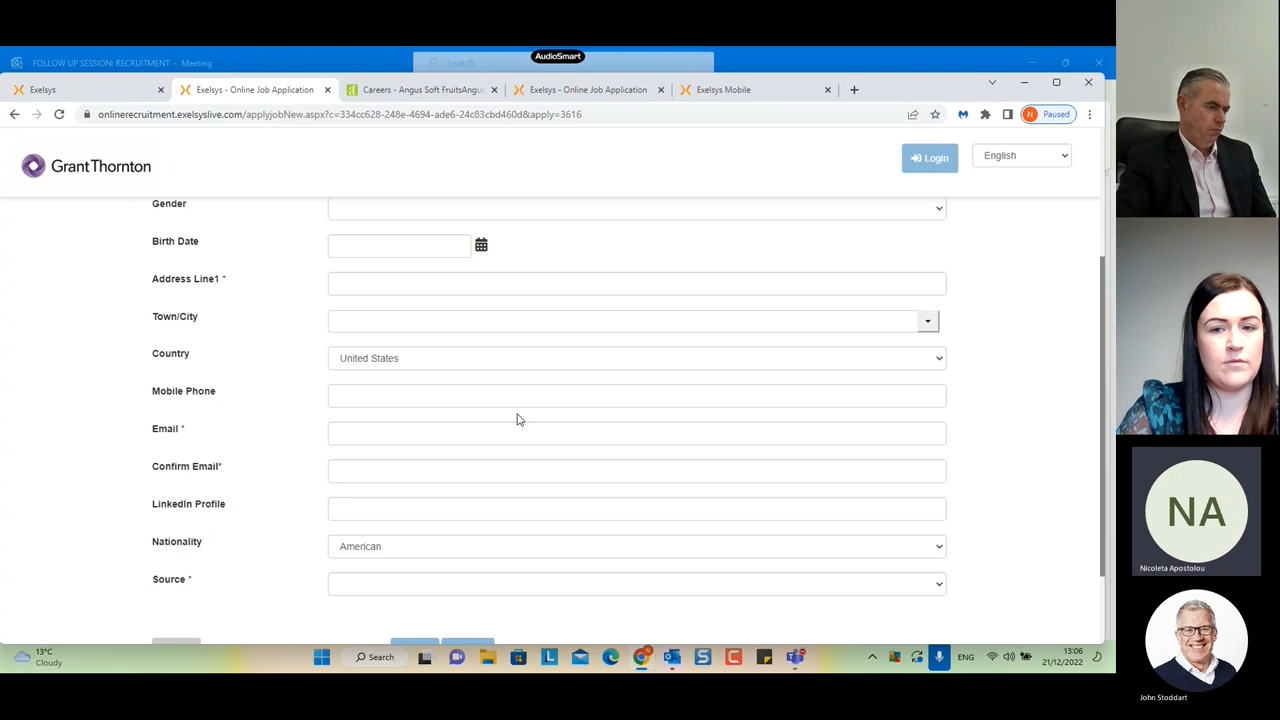 AudioSmart
FOLLOW UP SESSION: RECRUITMENT - Meeting
Search
Exelsys
Exelsys - Online Job Application
Careers - Angus Soft FruitsAngus
Exelsys - Online Job Application
Exelsys Mobile
onlinerecruitment.exelsyslive.com/applyjobNew.aspx?c=334cc628-248e-4694-ade6-24c83cbd460d&apply=3616
N
Paused
GrantThornton
Login
English
Gender
Birth Date
Address Line1 *
Town/City
Country
United States
Mobile Phone
Email *
Confirm Email*
LinkedIn Profile
Nationality
American
Source *
13°C
Cloudy
Search
ENG
13:06
21/12/2022
NA
Nicoleta Apostolou
John Stoddart